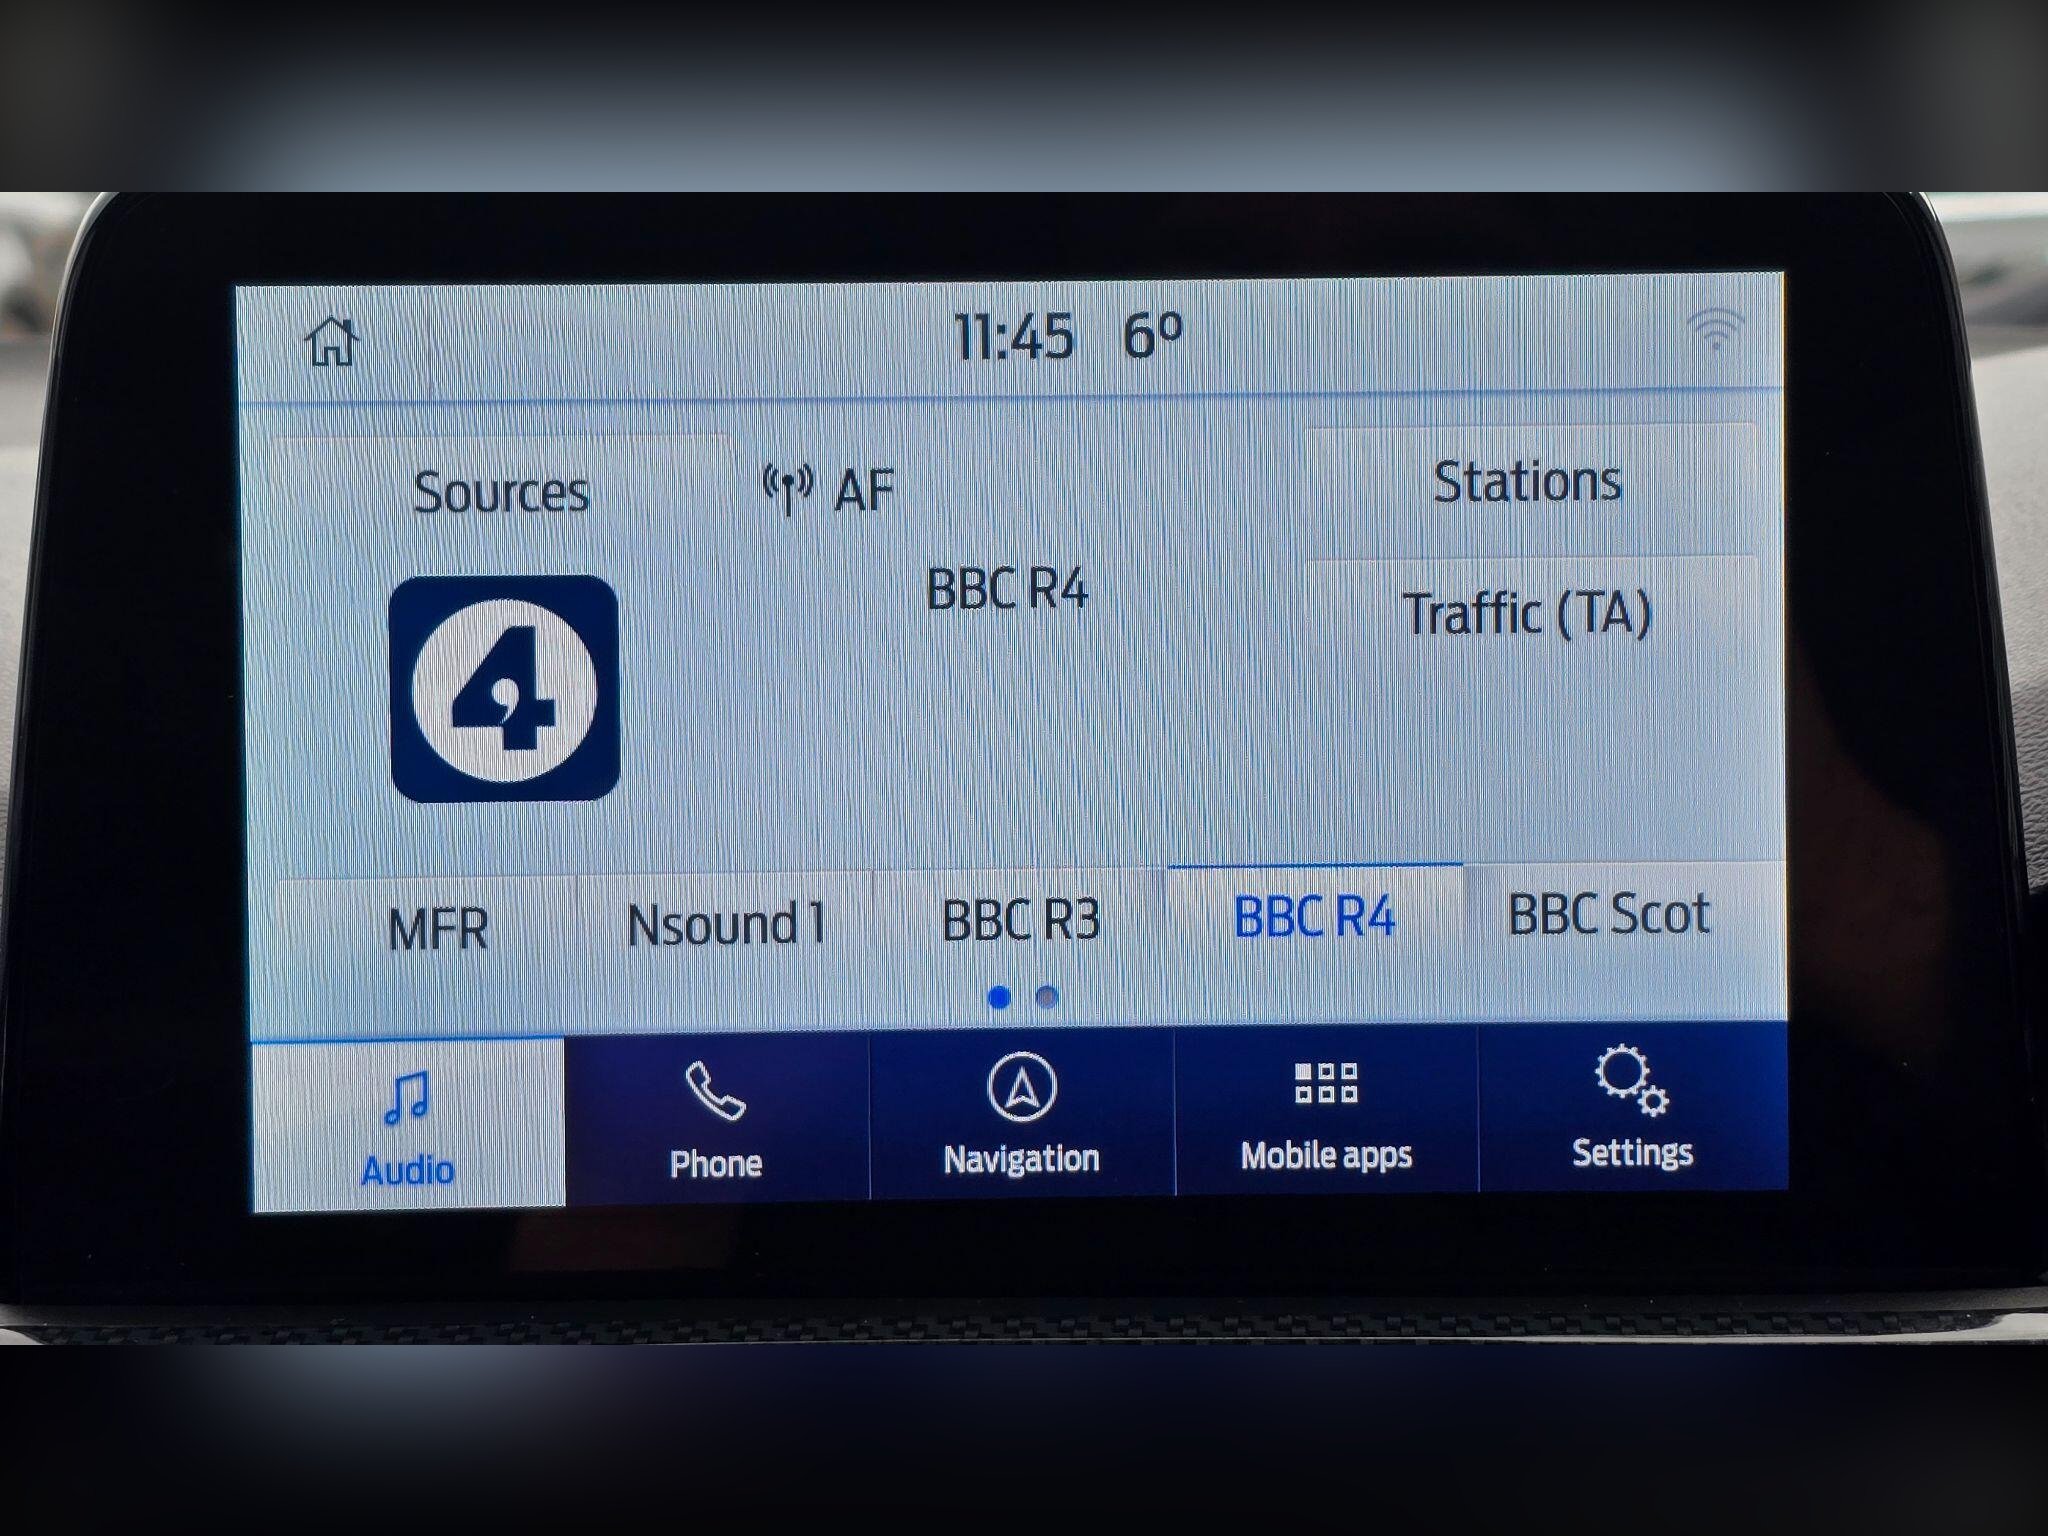 11:45 6º
Sources
AF
Stations
BBC R4
Traffic (TA)
4
MFR
Nsound 1
BBC R3
BBC R4
BBC Scot
Audio
Phone
Navigation
Mobile apps
Settings